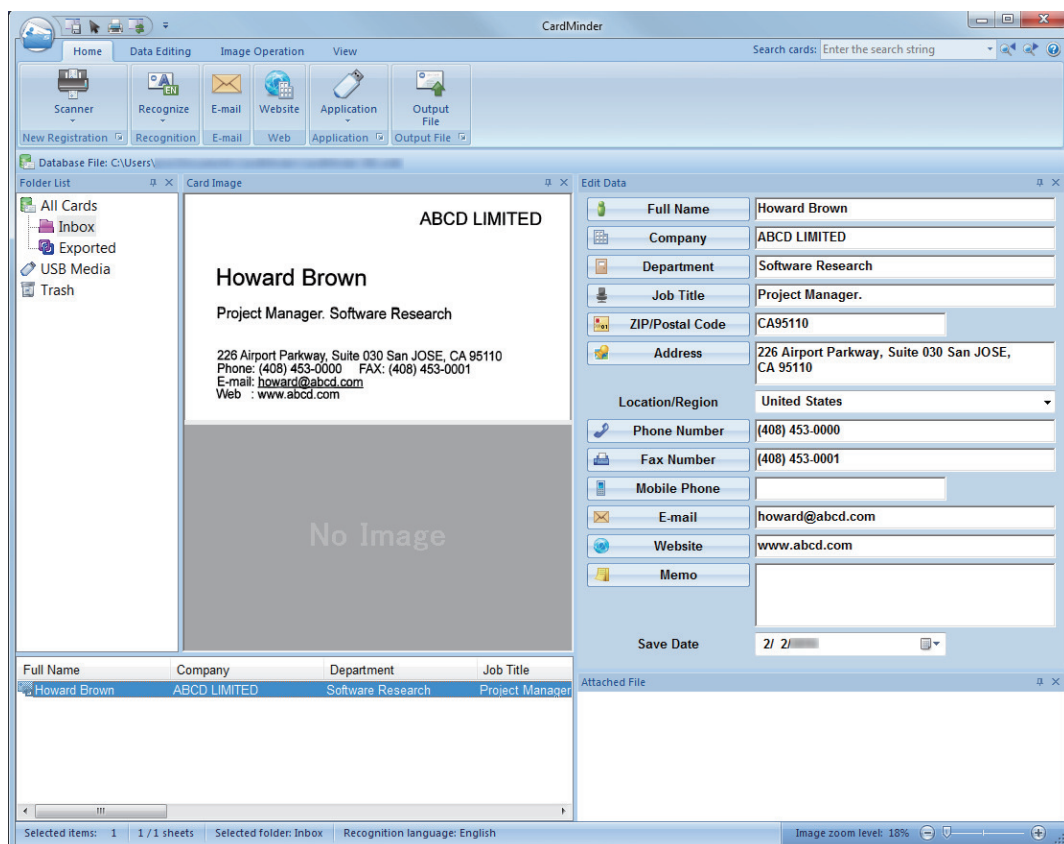 CardMinder
Home Data Editing Image Operation View Search cards: Enter the search string
Scanner Recognize E-mail Website Application Output File
New Registration Recognition E-mail Web Application Output File
Database File: C:\Users\
Folder List Card Image Edit Data
All Cards
Inbox
Exported
USB Media
Trash
ABCD LIMITED
Howard Brown
Project Manager. Software Research
226 Airport Parkway, Suite 030 San JOSE, CA 95110
Phone: (408) 453-0000 FAX: (408) 453-0001
E-mail: howard@abcd.com
Web : www.abcd.com
No Image
Full Name Howard Brown
Company ABCD LIMITED
Department Software Research
Job Title Project Manager.
ZIP/Postal Code CA95110
Address 226 Airport Parkway, Suite 030 San JOSE,
CA 95110
Location/Region United States
Phone Number (408) 453-0000
Fax Number (408) 453-0001
Mobile Phone
E-mail howard@abcd.com
Website www.abcd.com
Memo
Save Date 2/ 2/
Full Name Company Department Job Title
Howard Brown ABCD LIMITED Software Research Project Manager
Attached File
Selected items: 1 1 / 1 sheets Selected folder: Inbox Recognition language: English Image zoom level: 18%